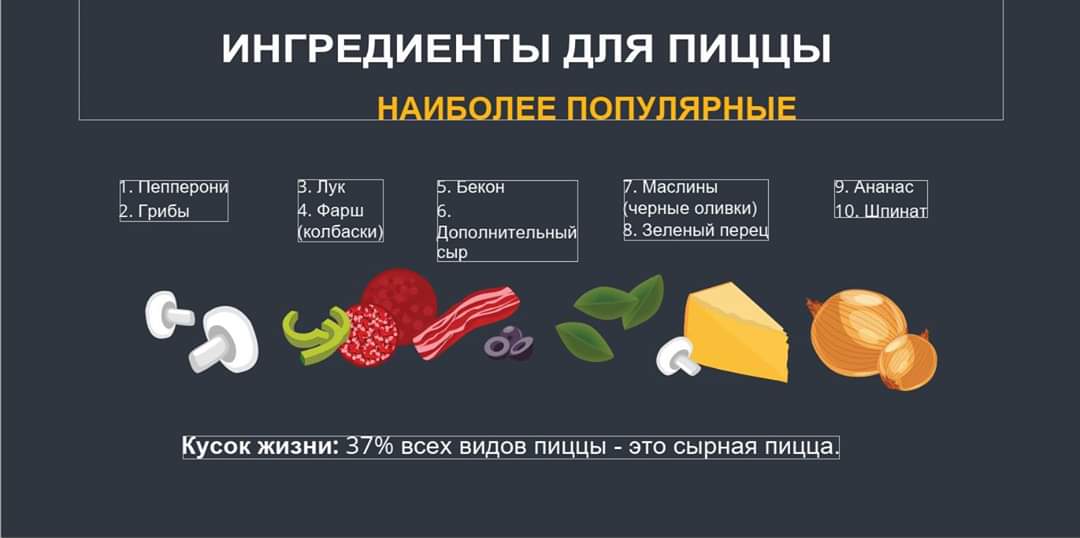 ИНГРЕДИЕНТЫ ДЛЯ ПИЦЦЫ
НАИБОЛЕЕ ПОПУЛЯРНЫЕ
1. Пепперони
2. Грибы
3. Лук
4. Фарш
(колбаски)
5. Бекон
6.
Дополнительный
сыр
7. Маслины
(черные оливки)
8. Зеленый перец
9. Ананас
10. Шпинат
Кусок жизни: 37% всех видов пиццы - это сырная пицца.